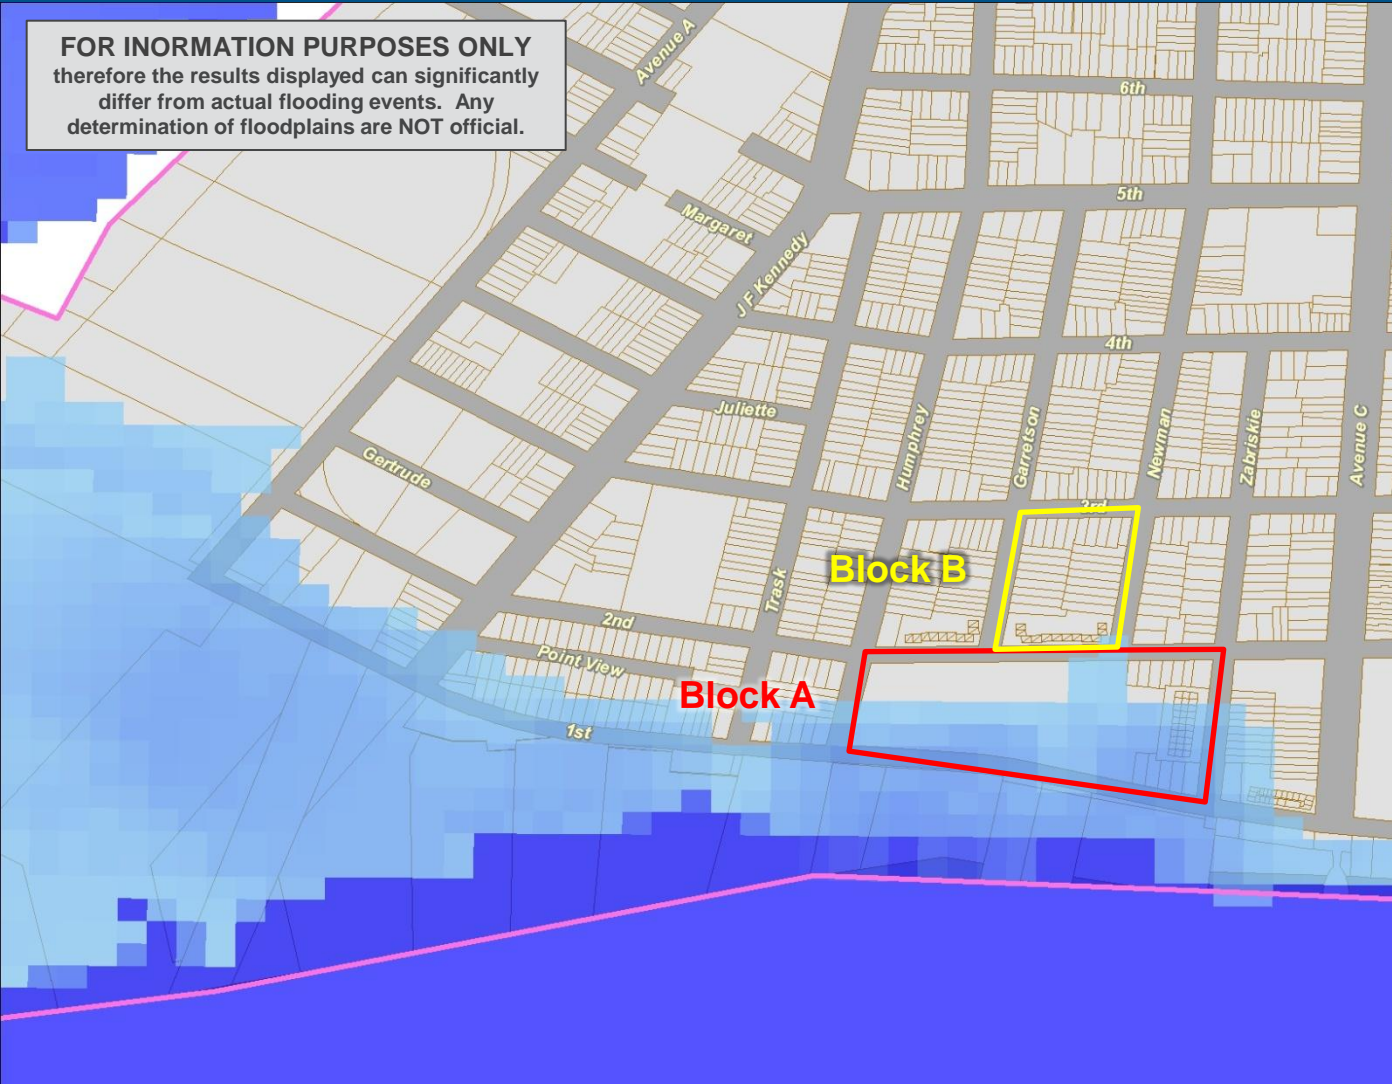 FOR INORMATION PURPOSES ONLY
therefore the results displayed can significantly
differ from actual flooding events. Any
determination of floodplains are NOT official.
Avenue A
6th
5th
Margaret
J F Kennedy
4th
Juliette
Humphrey
Garretson
Newman
Zabriskie
Avenue C
Gertrude
3rd
Block B
Trask
2nd
Point View
Block A
1st